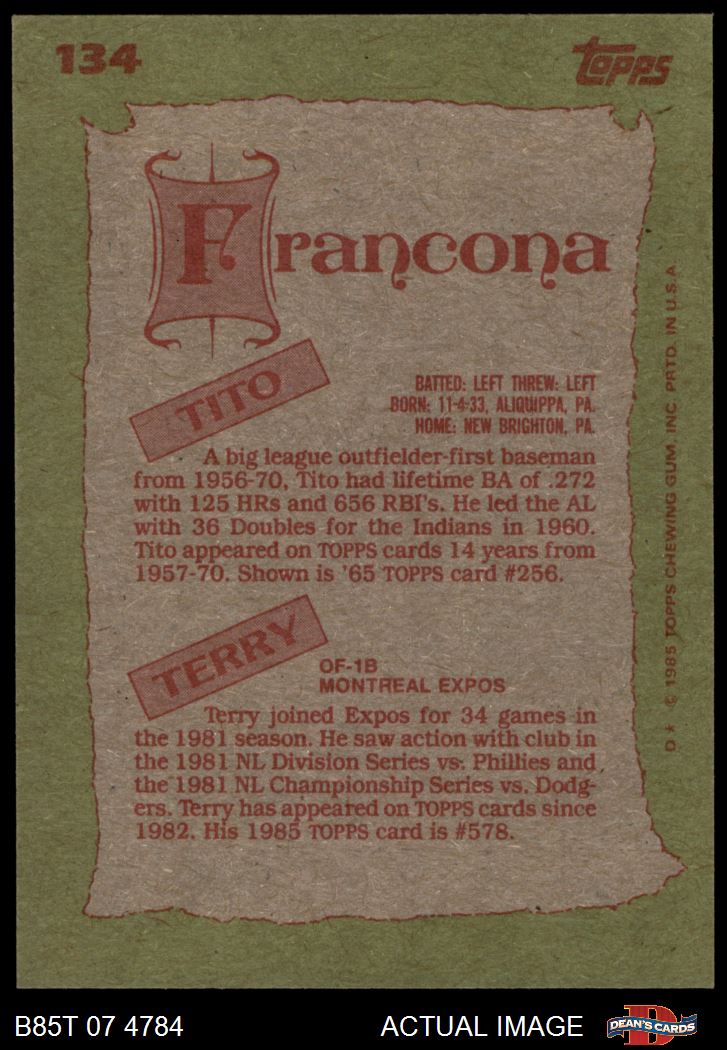 134
TOPPS
Francona
TITO
BATTED: LEFT THREW: LEFT
BORN: 11-4-33, ALIQUIPPA, PA.
HOME: NEW BRIGHTON, PA.
A big league outfielder-first baseman
from 1956-70, Tito had lifetime BA of .272
with 125 HRs and 656 RBI's. He led the AL
with 36 Doubles for the Indians in 1960.
Tito appeared on TOPPS cards 14 years from
1957-70. Shown is '65 TOPPS card #256.
TERRY
OF-1B
MONTREAL EXPOS
Terry joined Expos for 34 games in
the 1981 season. He saw action with club in
the 1981 NL Division Series vs. Phillies and
the 1981 NL Championship Series vs. Dodg-
ers. Terry has appeared on TOPPS cards since
1982. His 1985 TOPPS card is #578.
D* © 1985 TOPPS CHEWING GUM, INC. PRTD. IN U.S.A.
B85T 07 4784
ACTUAL IMAGE
DEAN'S CARDS